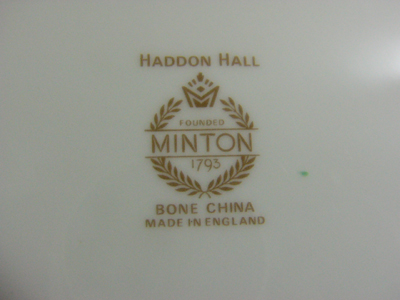 HADDON HALL
FOUNDED
MINTON
1793
BONE CHINA
MADE IN ENGLAND